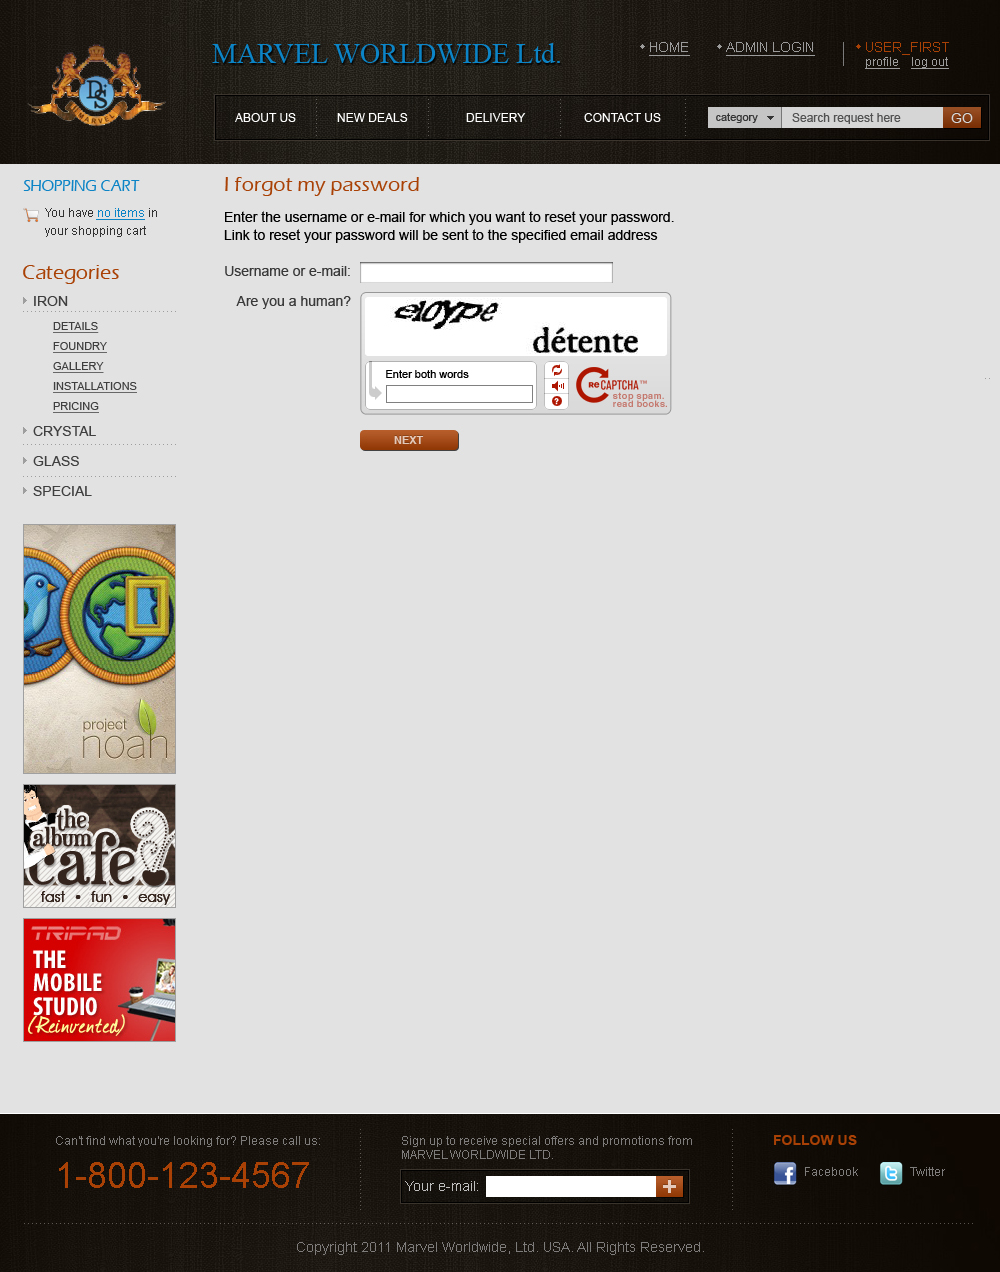 MARVEL WORLDWIDE Ltd.
HOME
ADMIN LOGIN
USER_FIRST
profile
log out
MARVEL
ABOUT US
NEW DEALS
DELIVERY
CONTACT US
category
Search request here
GO
SHOPPING CART
You have no items in
your shopping cart
Categories
IRON
DETAILS
FOUNDRY
GALLERY
INSTALLATIONS
PRICING
CRYSTAL
GLASS
SPECIAL
I forgot my password
Enter the username or e-mail for which you want to reset your password.
Link to reset your password will be sent to the specified email address
Username or e-mail:
Are you a human?
détente
Enter both words
reCAPTCHA™
stop spam.
read books.
NEXT
project
noah
the
album
cafe
fast • fun • easy
TRIPAD
THE
MOBILE
STUDIO
(Reinvented)
Can't find what you're looking for? Please call us:
1-800-123-4567
Sign up to receive special offers and promotions from
MARVEL WORLDWIDE LTD.
Your e-mail:
FOLLOW US
Facebook
Twitter
Copyright 2011 Marvel Worldwide, Ltd. USA. All Rights Reserved.